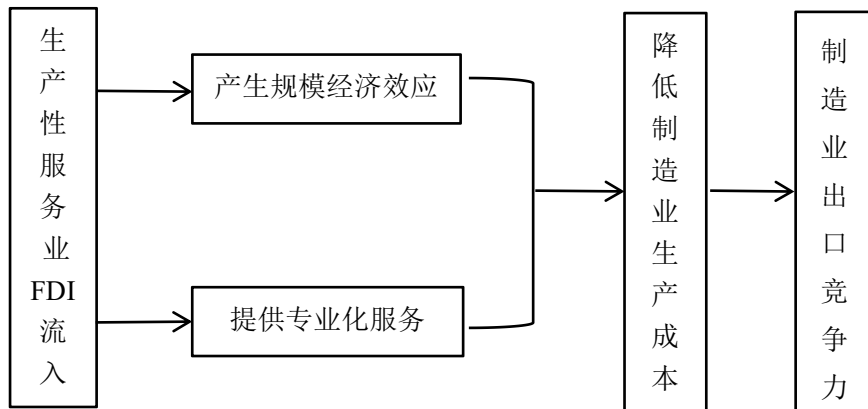 生产性服务业FDI流入
产生规模经济效应
提供专业化服务
降低制造业生产成本
制造业出口竞争力